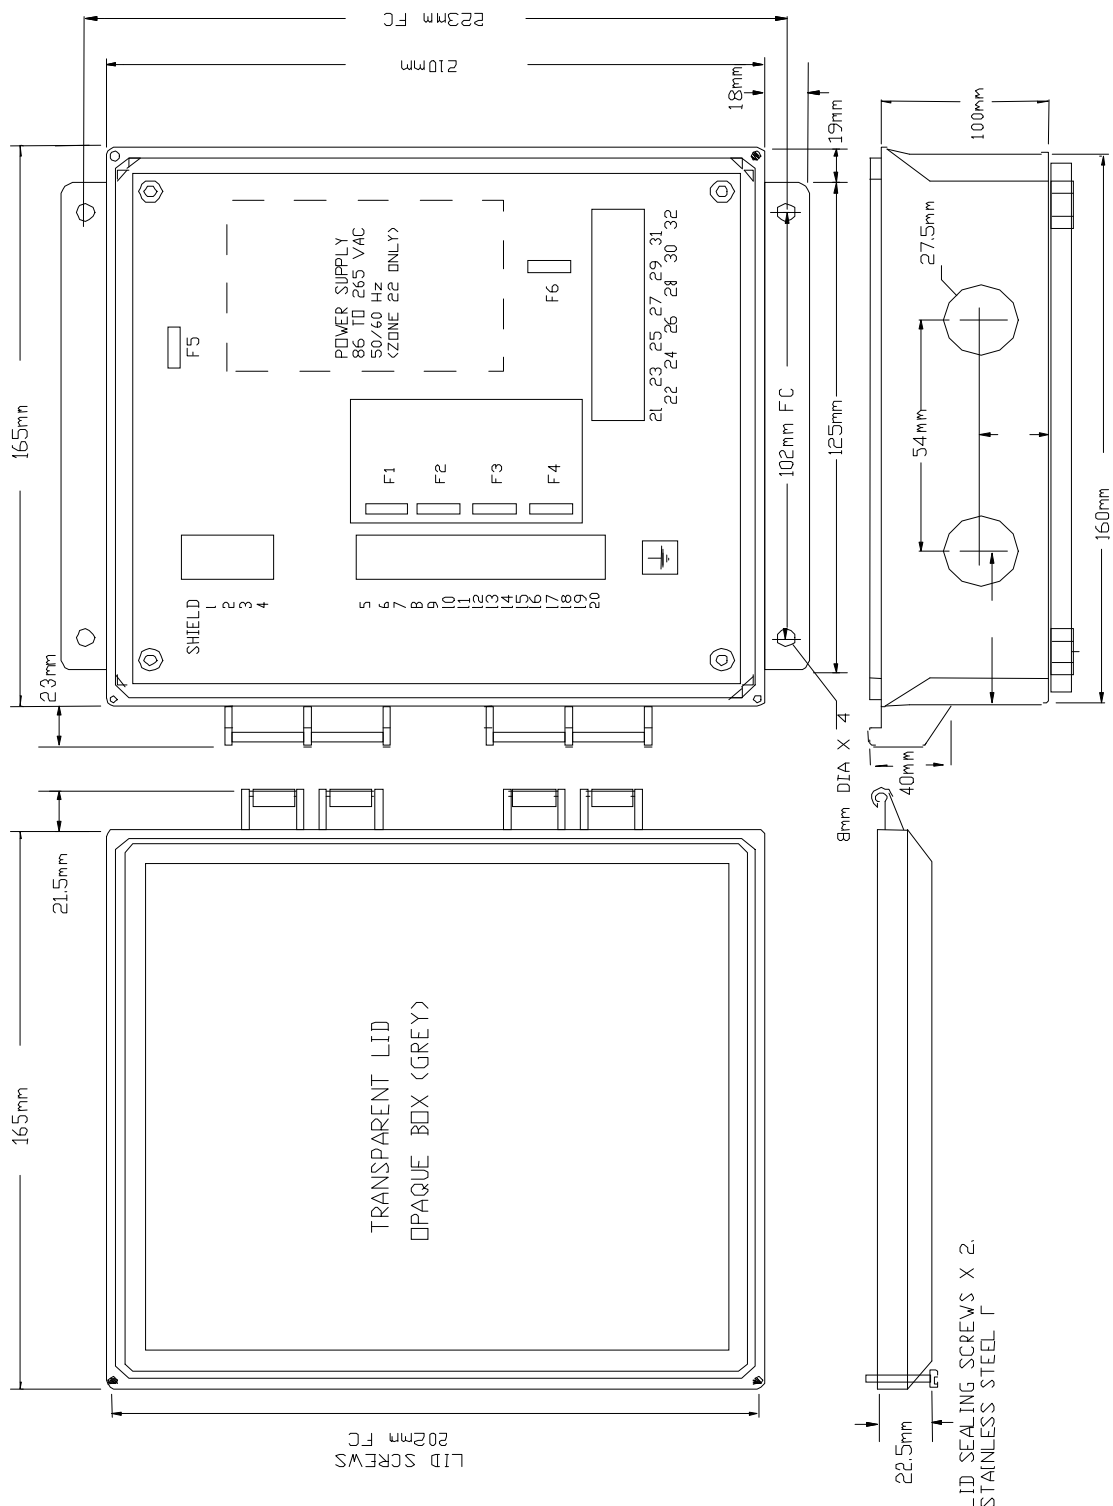 223mm FC
210mm
18mm
19mm
165mm
23mm
POWER SUPPLY
86 TO 265 VAC
50/60 Hz
<ZONE 22 ONLY>
F5
F6
F1
F2
F3
F4
SHIELD
1
2
3
4
5
6
7
8
9
10
11
12
13
14
15
16
17
18
19
20
21 23 25 27 29 31
22 24 26 28 30 32
102mm FC
125mm
8mm DIA X 4
100mm
27.5mm
54mm
160mm
40mm
21.5mm
165mm
TRANSPARENT LID
OPAQUE BOX <GREY>
LID SCREWS
202mm FC
22.5mm
ID SEALING SCREWS X 2.
STAINLESS STEEL